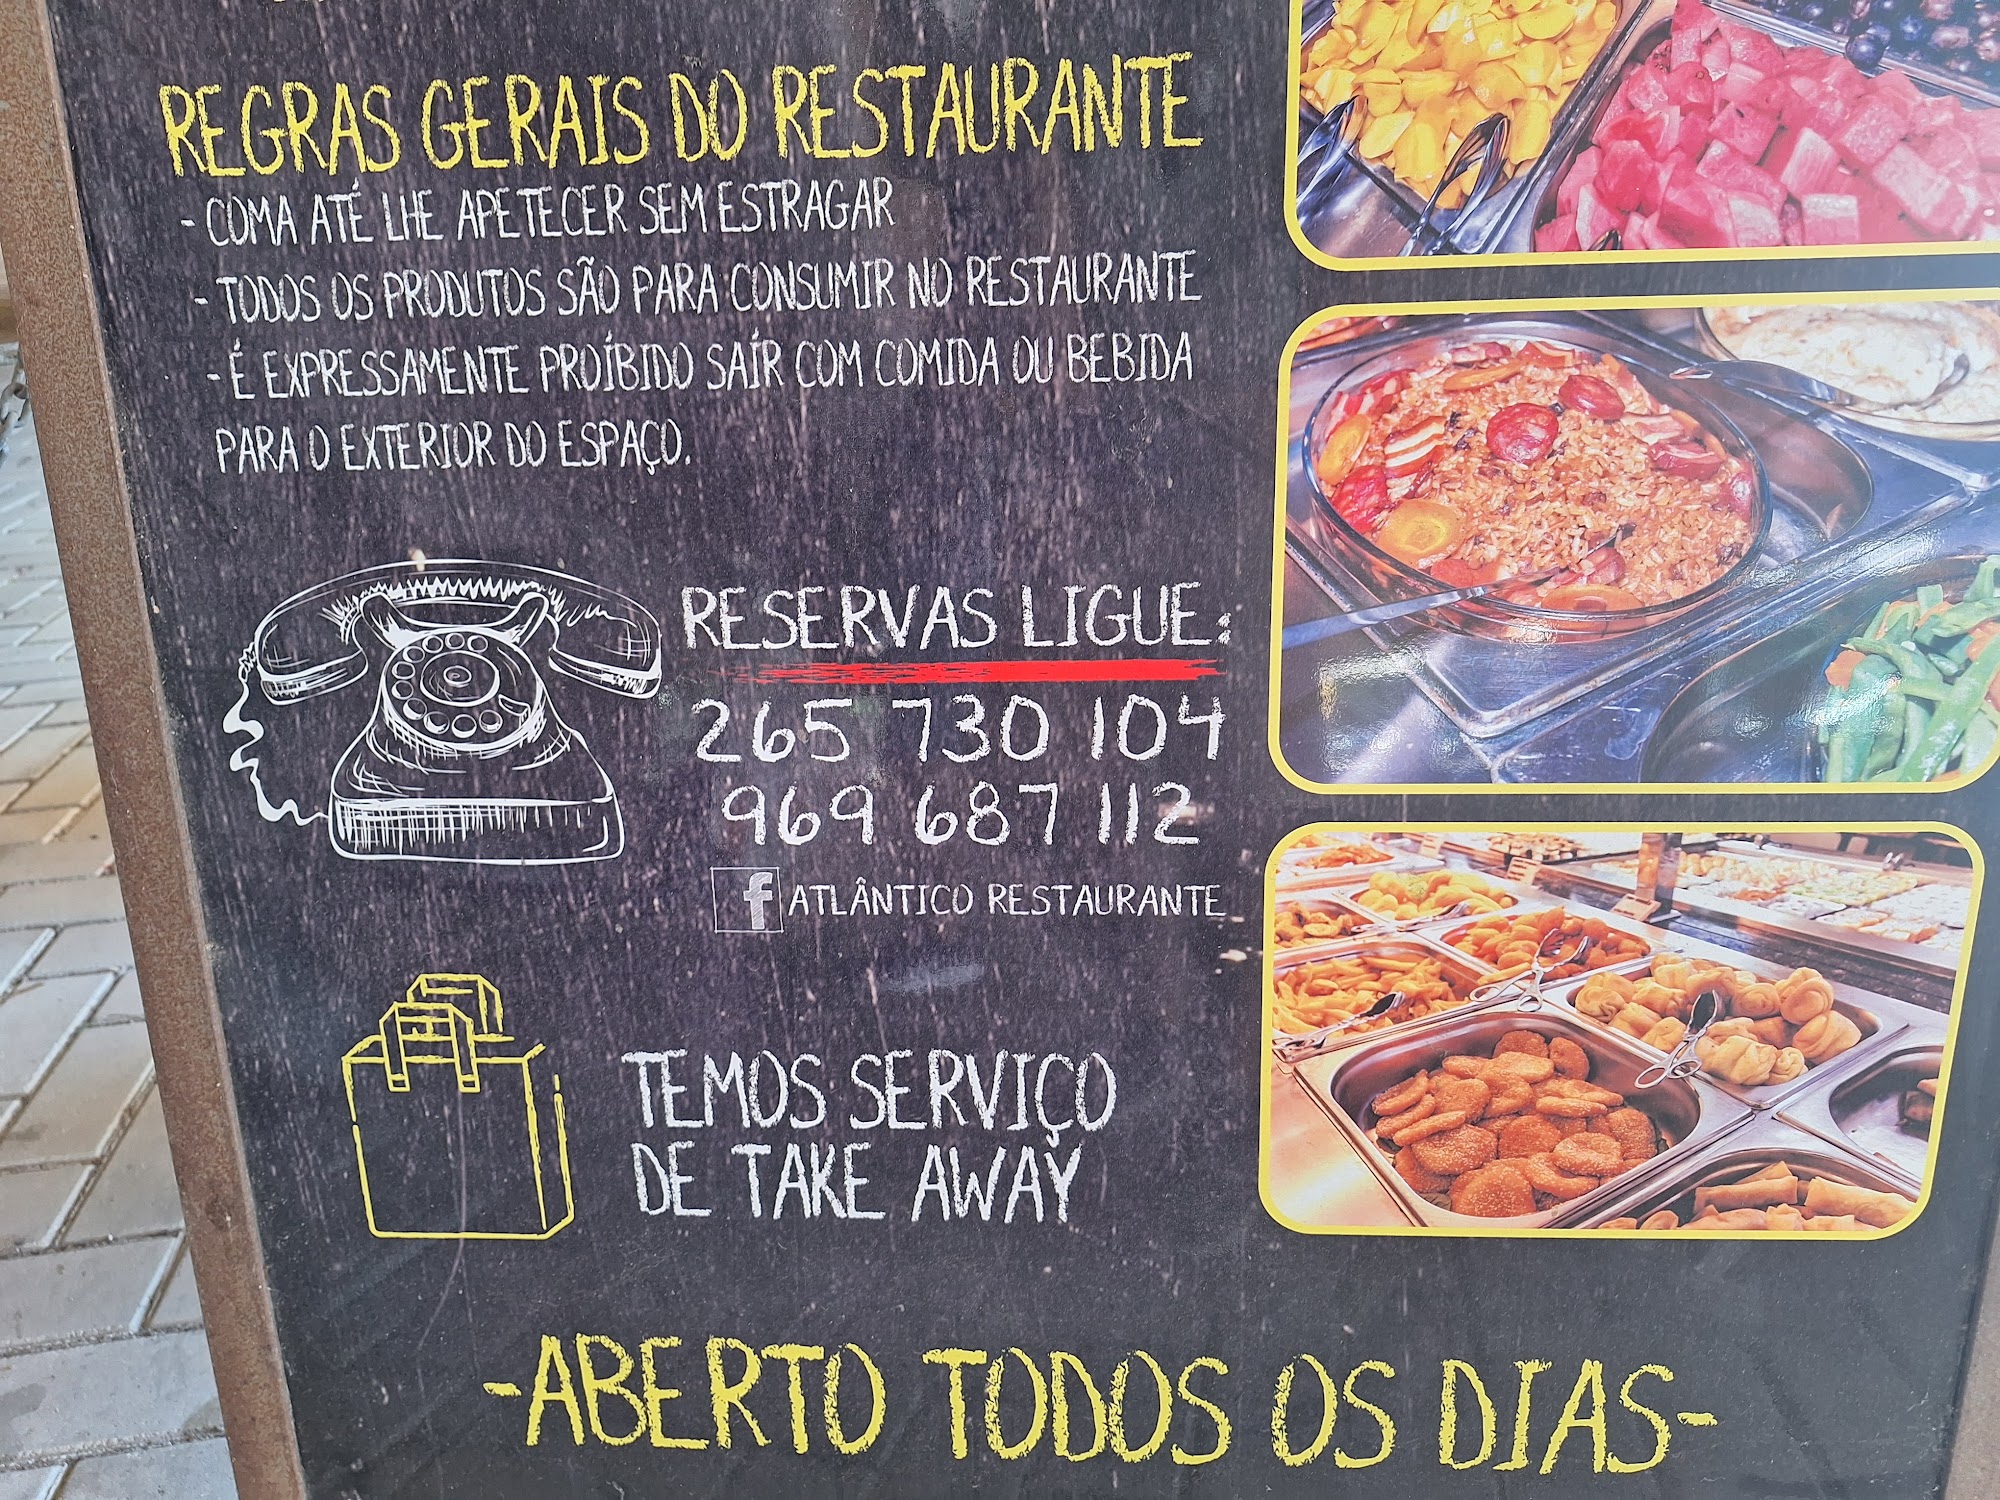 REGRAS GERAIS DO RESTAURANTE
- COMA ATÉ LHE APETECER SEM ESTRAGAR
- TODOS OS PRODUTOS SÃO PARA CONSUMIR NO RESTAURANTE
- É EXPRESSAMENTE PROÍBIDO SAÍR COM COMIDA OU BEBIDA
PARA O EXTERIOR DO ESPAÇO.
RESERVAS LIGUE:
265 730 104
969 687 112
f ATLÂNTICO RESTAURANTE
TEMOS SERVIÇO
DE TAKE AWAY
-ABERTO TODOS OS DIAS-